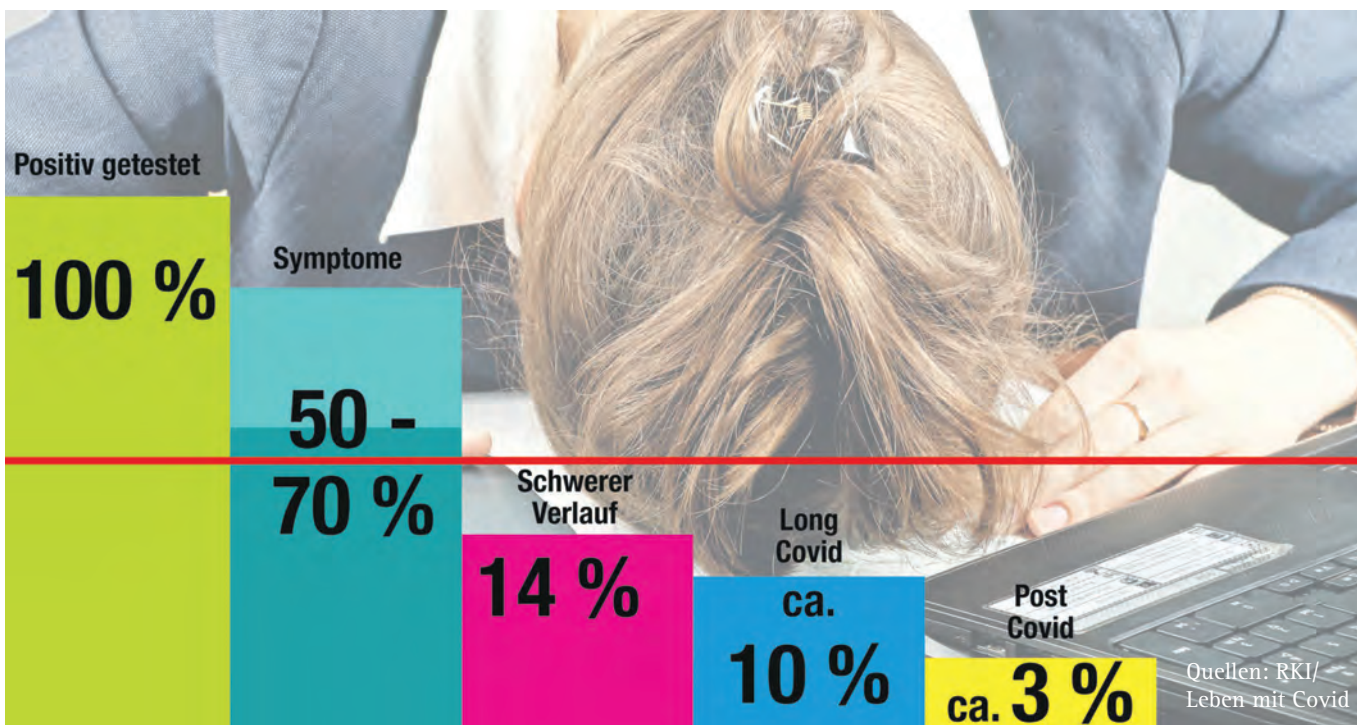 Positiv getestet
100 %
Symptome
50 -
70 %
Schwerer
Verlauf
14 %
Long
Covid
ca.
10 %
Post
Covid
ca. 3 %
Quellen: RKI/
Leben mit Covid